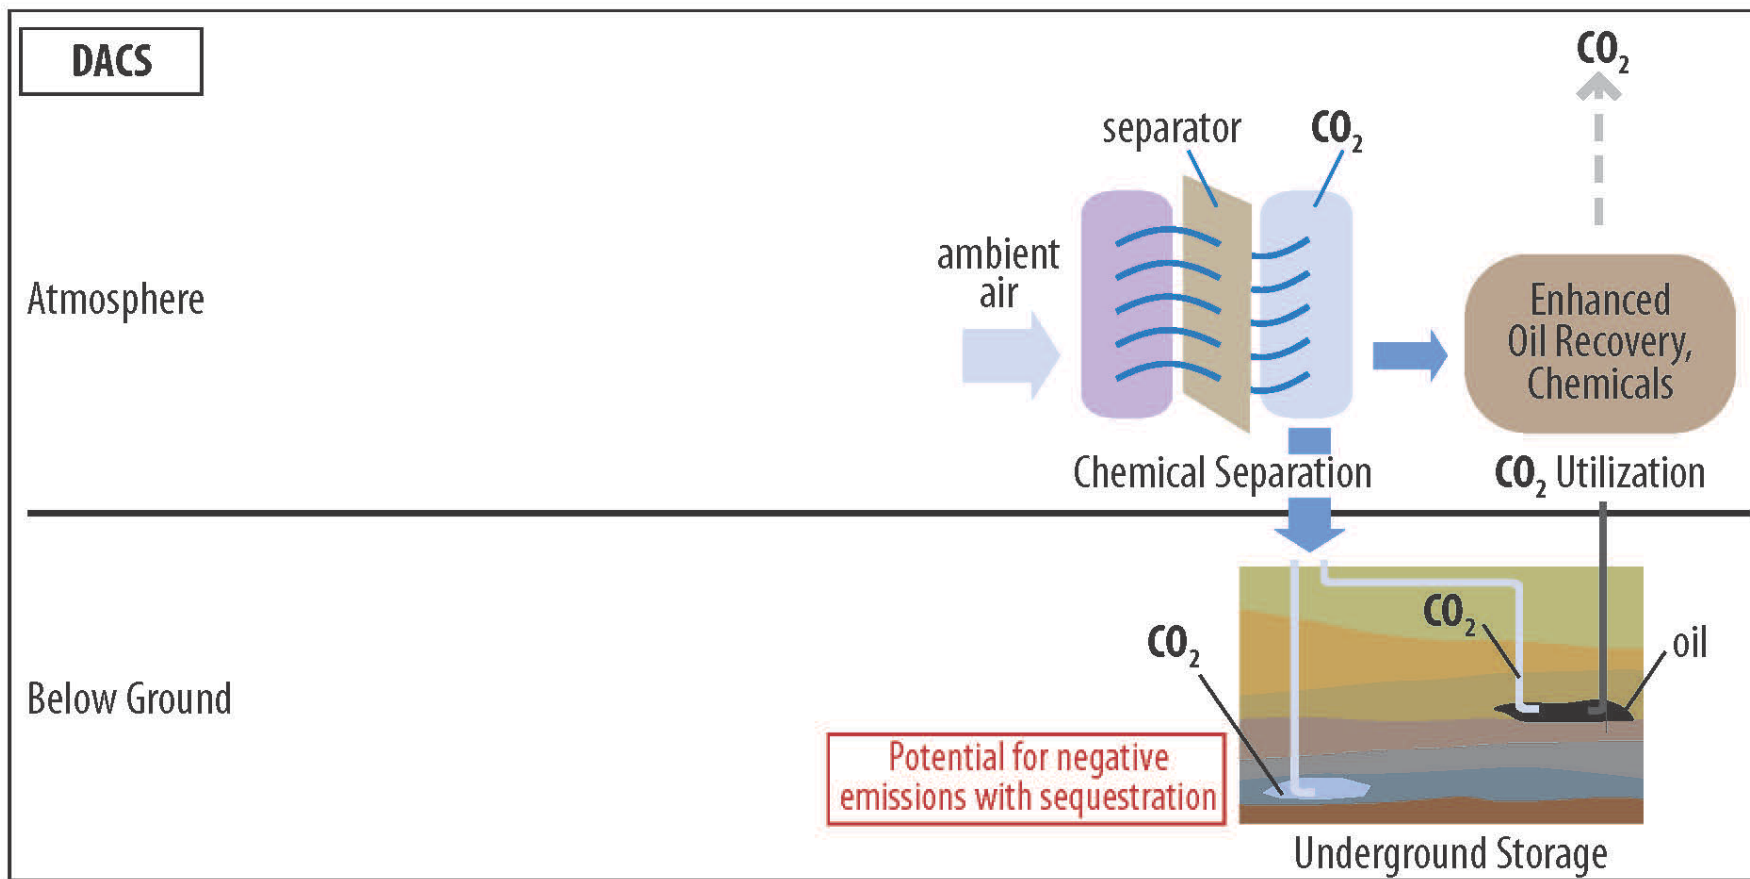 DACS
CO₂
separator
CO₂
ambient
air
Atmosphere
Enhanced
Oil Recovery,
Chemicals
Chemical Separation
CO₂ Utilization
CO₂
CO₂
oil
Below Ground
Potential for negative
emissions with sequestration
Underground Storage